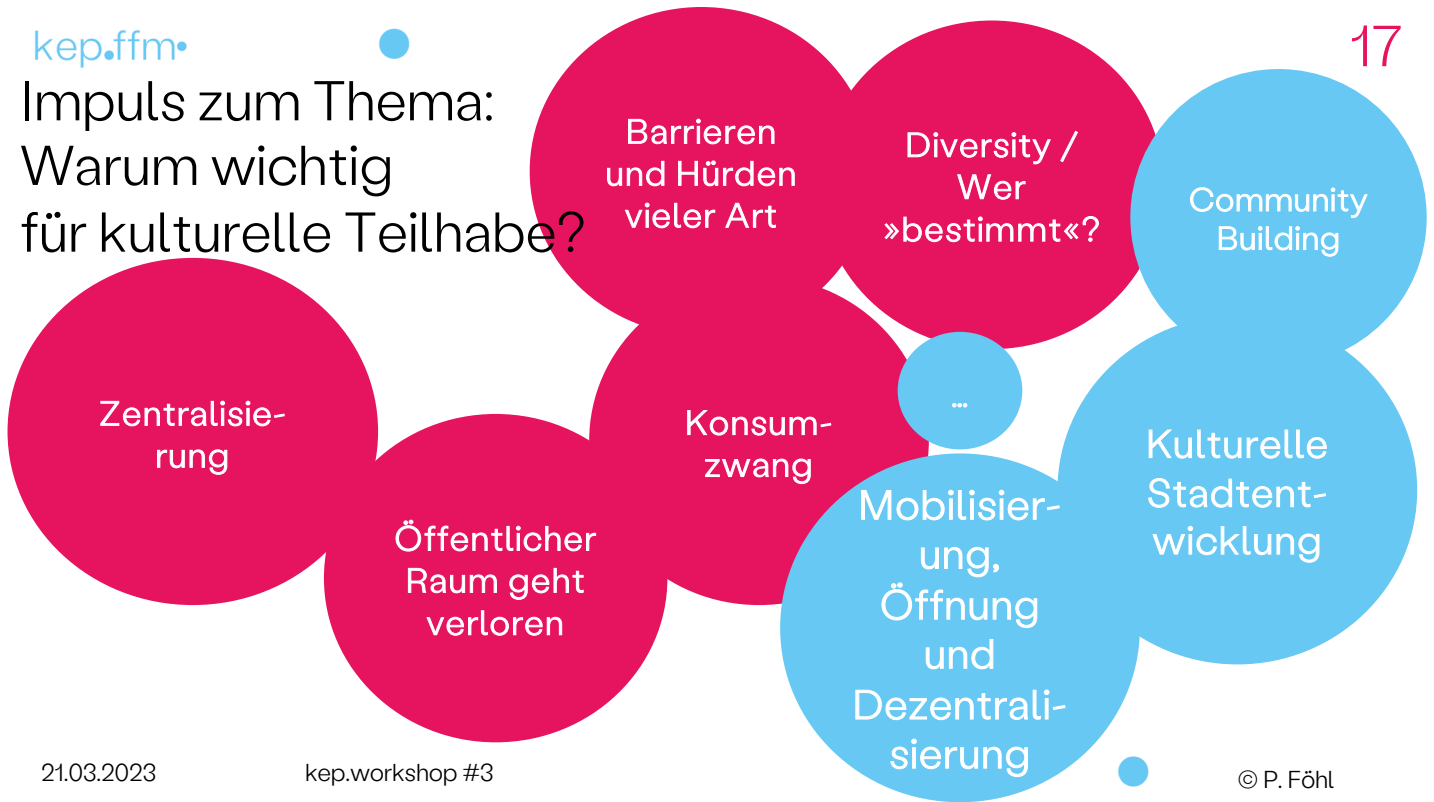 kep.ffm
17
Impuls zum Thema:
Warum wichtig
für kulturelle Teilhabe?
Barrieren
und Hürden
vieler Art
Diversity /
Wer
»bestimmt«?
Community
Building
Zentralisie-
rung
Öffentlicher
Raum geht
verloren
Konsum-
zwang
...
Mobilisier-
ung,
Öffnung
und
Dezentrali-
sierung
Kulturelle
Stadtent-
wicklung
21.03.2023
kep.workshop #3
© P. Föhl